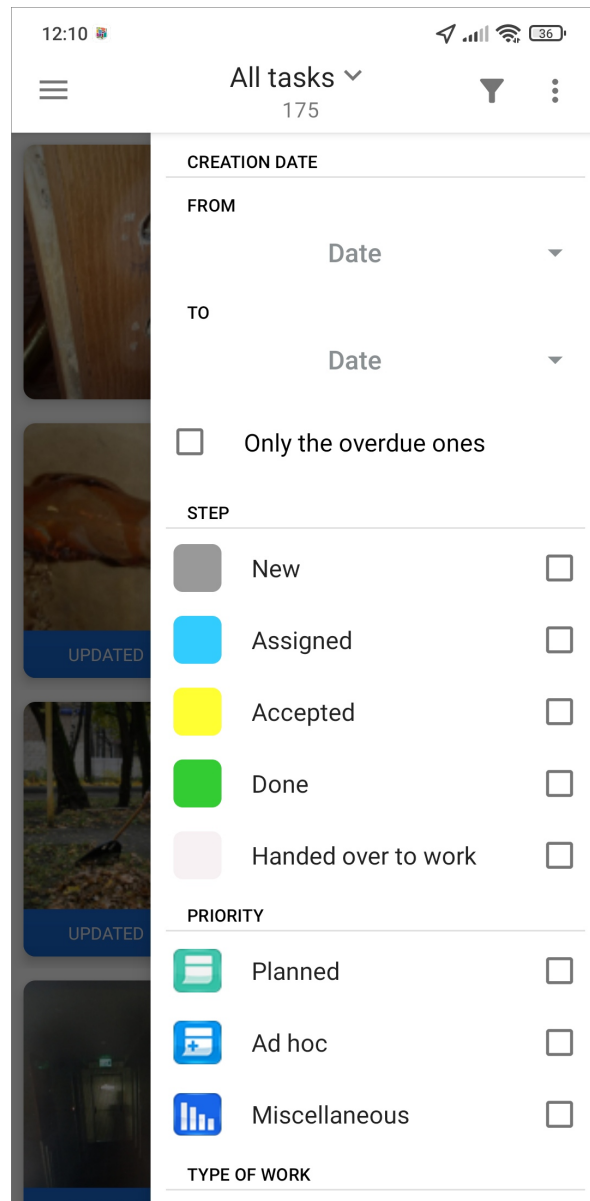 12:10
36
All tasks
175
CREATION DATE
FROM
Date
TO
Date
Only the overdue ones
STEP
New
Assigned
UPDATED
Accepted
Done
Handed over to work
PRIORITY
UPDATED
Planned
Ad hoc
Miscellaneous
TYPE OF WORK